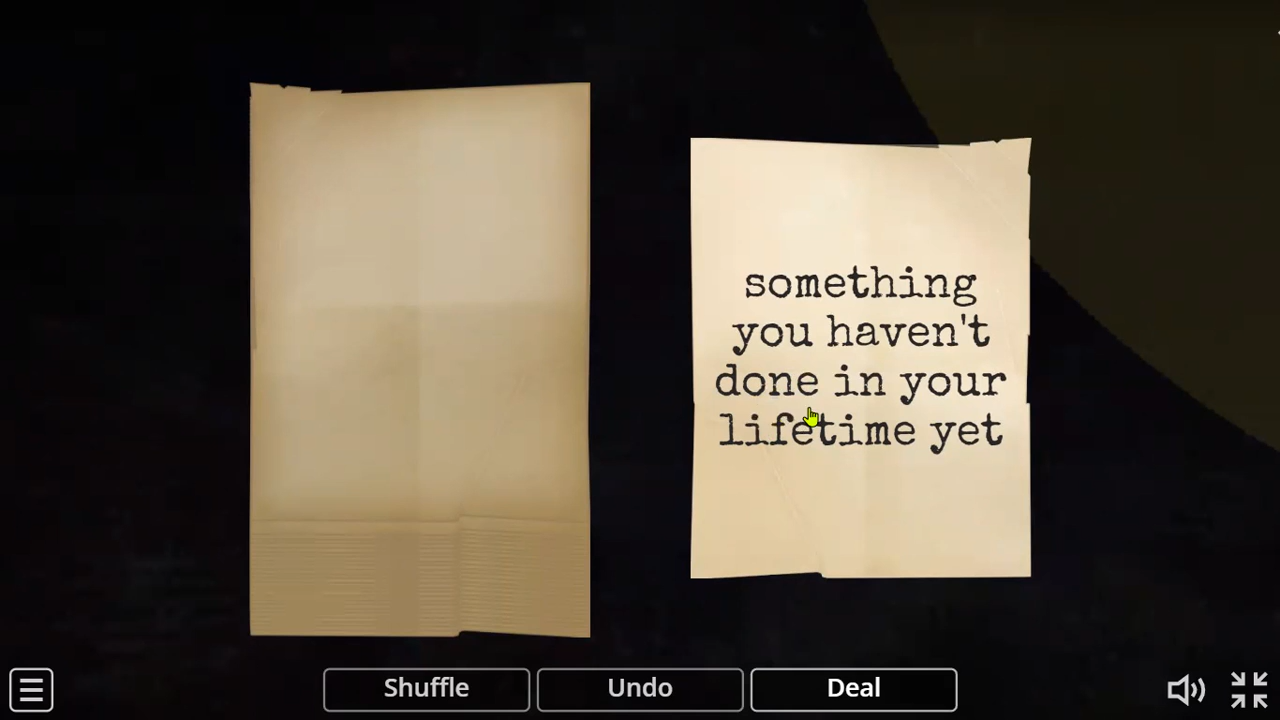 something
you haven't
done in your
lifetime yet
Shuffle
Undo
Deal